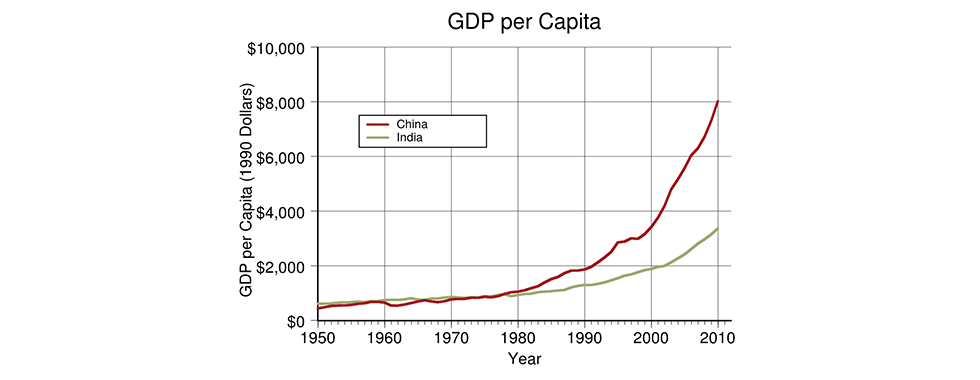 GDP per Capita
$10,000
$8,000
$6,000
$4,000
$2,000
$0
GDP per Capita (1990 Dollars)
China
India
1950 1960 1970 1980 1990 2000 2010
Year